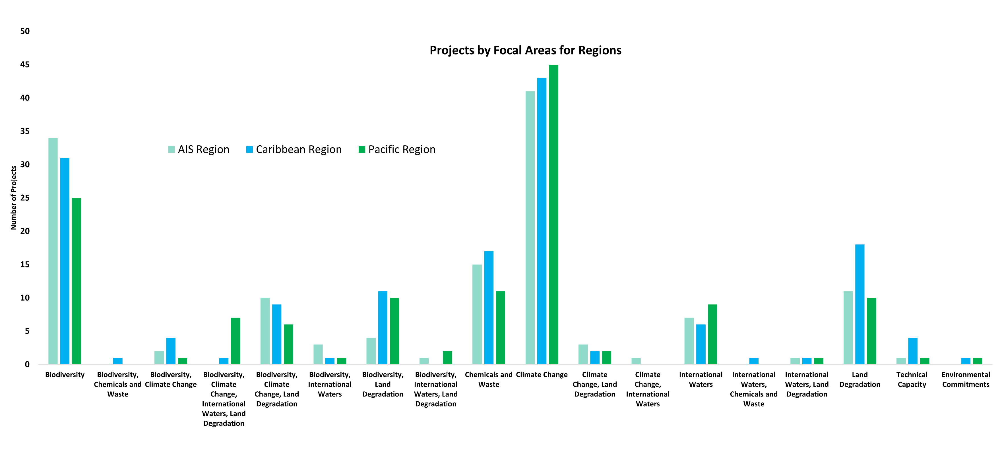 Projects by Focal Areas for Regions
50
45
40
35
30
25
20
15
10
5
0
Number of Projects
AIS Region
Caribbean Region
Pacific Region
Biodiversity
Biodiversity,
Chemicals and
Waste
Biodiversity,
Climate Change
Biodiversity,
Climate
Change,
International
Waters, Land
Degradation
Biodiversity,
Climate
Change, Land
Degradation
Biodiversity,
International
Waters
Biodiversity,
Land
Degradation
Biodiversity,
International
Waters, Land
Degradation
Chemicals and
Waste
Climate Change
Climate
Change, Land
Degradation
Climate
Change,
International
Waters
International
Waters
International
Waters,
Chemicals and
Waste
International
Waters, Land
Degradation
Land
Degradation
Technical
Capacity
Environmental
Commitments